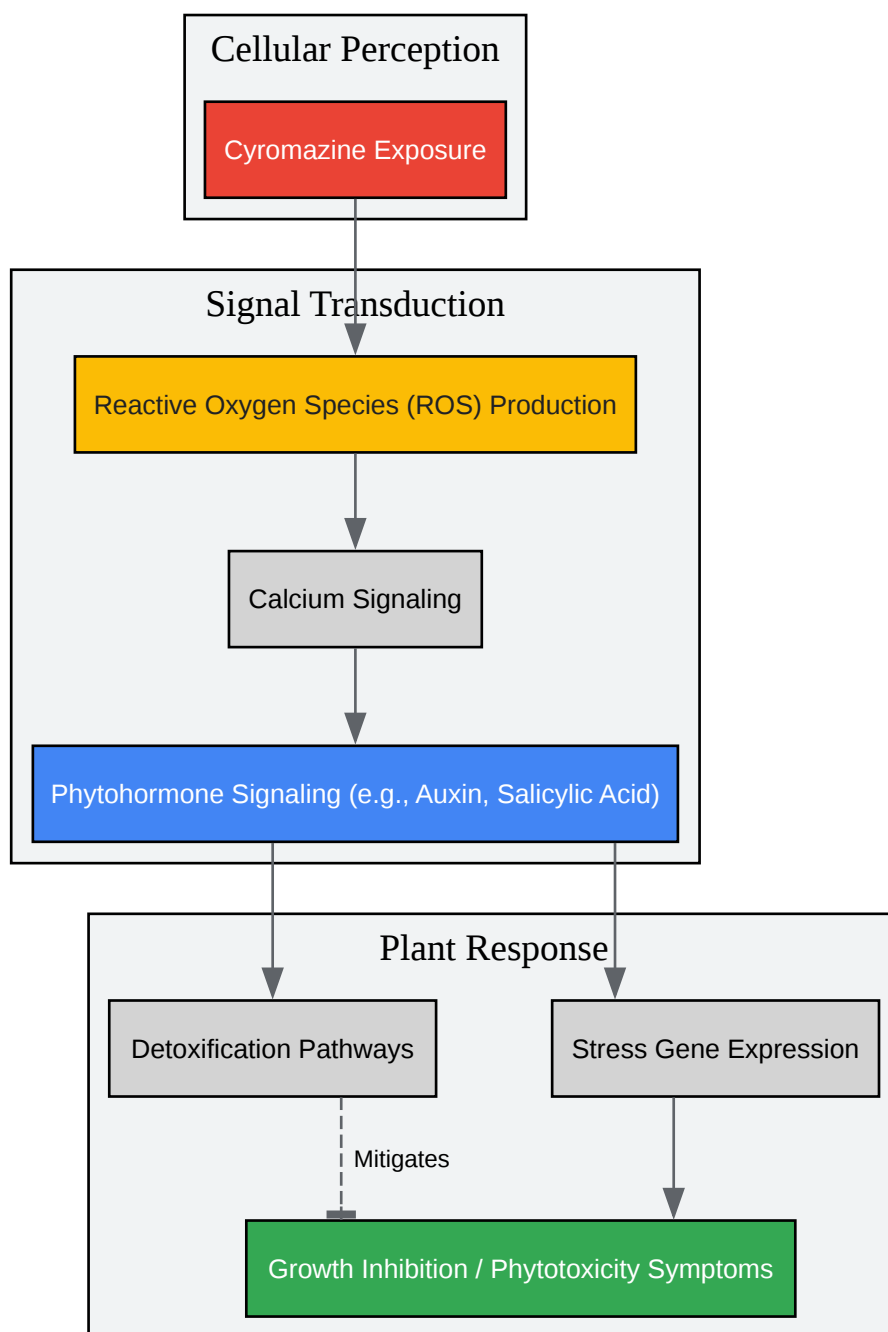 Cellular Perception
Cyromazine Exposure
Signal Transduction
Reactive Oxygen Species (ROS) Production
Calcium Signaling
Phytohormone Signaling (e.g., Auxin, Salicylic Acid)
Plant Response
Detoxification Pathways
Stress Gene Expression
Mitigates
Growth Inhibition / Phytotoxicity Symptoms